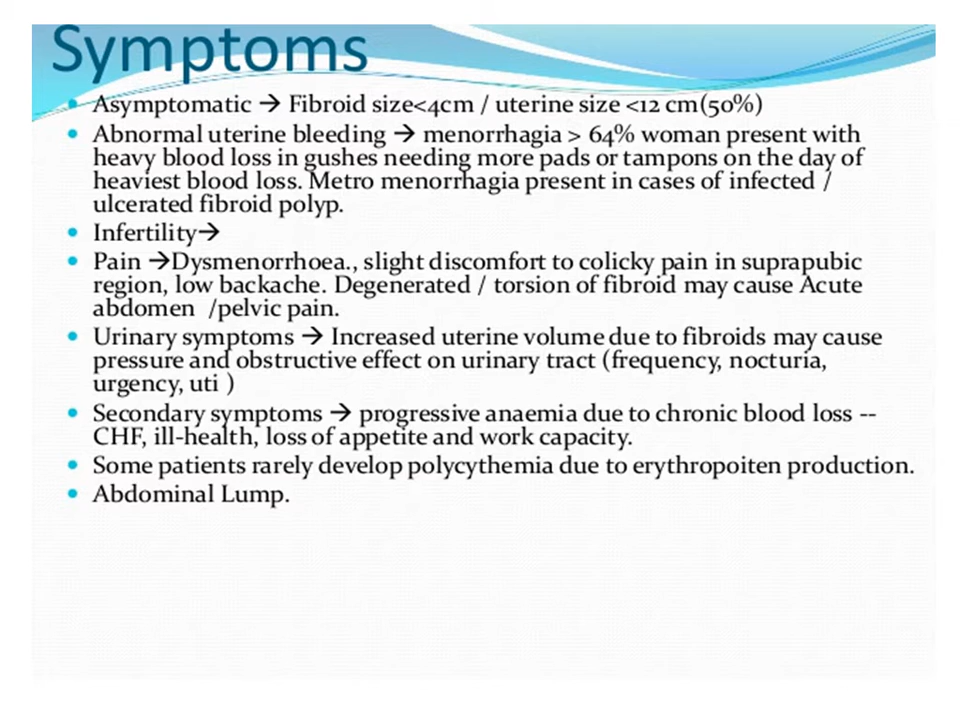 Symptoms
• Asymptomatic → Fibroid size<4cm / uterine size <12 cm(50%)
• Abnormal uterine bleeding → menorrhagia > 64% woman present with
heavy blood loss in gushes needing more pads or tampons on the day of
heaviest blood loss. Metro menorrhagia present in cases of infected /
ulcerated fibroid polyp.
• Infertility→
• Pain →Dysmenorrhoea., slight discomfort to colicky pain in suprapubic
region, low backache. Degenerated / torsion of fibroid may cause Acute
abdomen /pelvic pain.
• Urinary symptoms → Increased uterine volume due to fibroids may cause
pressure and obstructive effect on urinary tract (frequency, nocturia,
urgency, uti )
• Secondary symptoms → progressive anaemia due to chronic blood loss --
CHF, ill-health, loss of appetite and work capacity.
• Some patients rarely develop polycythemia due to erythropoiten production.
• Abdominal Lump.